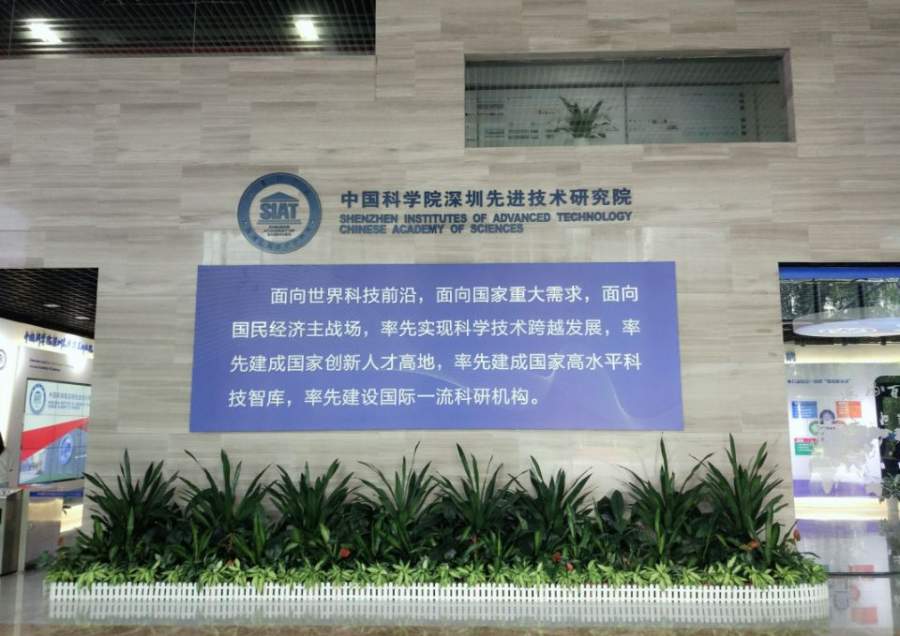 SIAT
中国科学院深圳先进技术研究院
SHENZHEN INSTITUTES OF ADVANCED TECHNOLOGY
CHINESE ACADEMY OF SCIENCES
面向世界科技前沿，面向国家重大需求，面向
国民经济主战场，率先实现科学技术跨越发展，率
先建成国家创新人才高地，率先建成国家高水平科
技智库，率先建设国际一流科研机构。